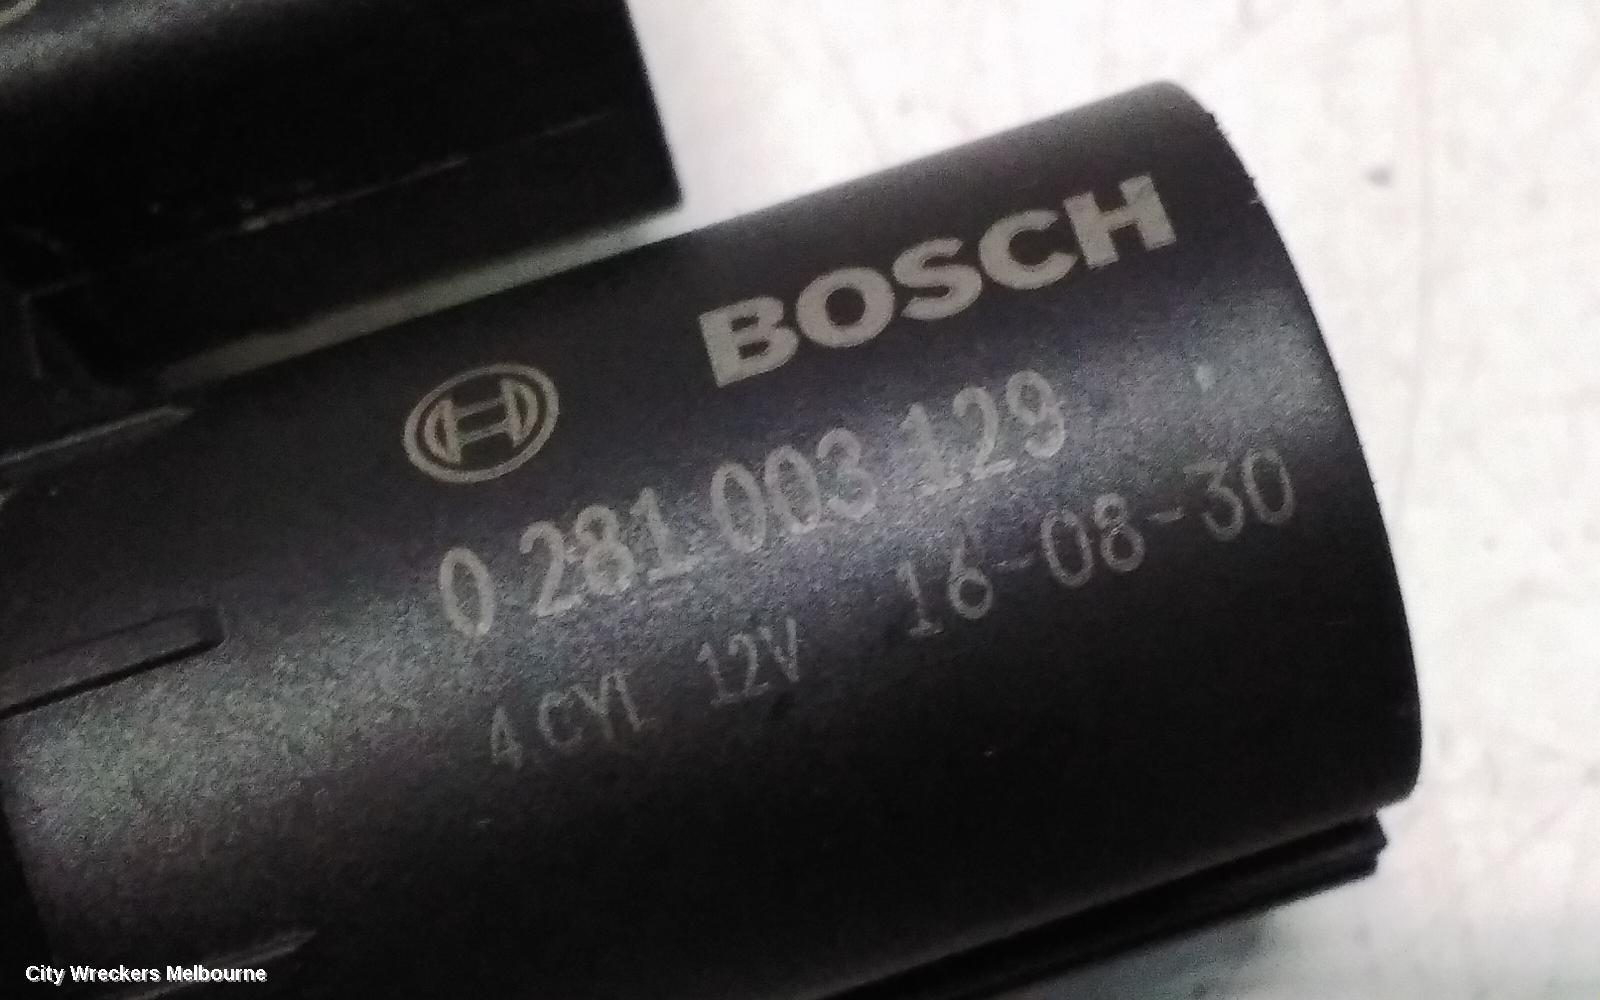 BOSCH
0 281 003 129
4 CYL 12V 16-08-30
City Wreckers Melbourne